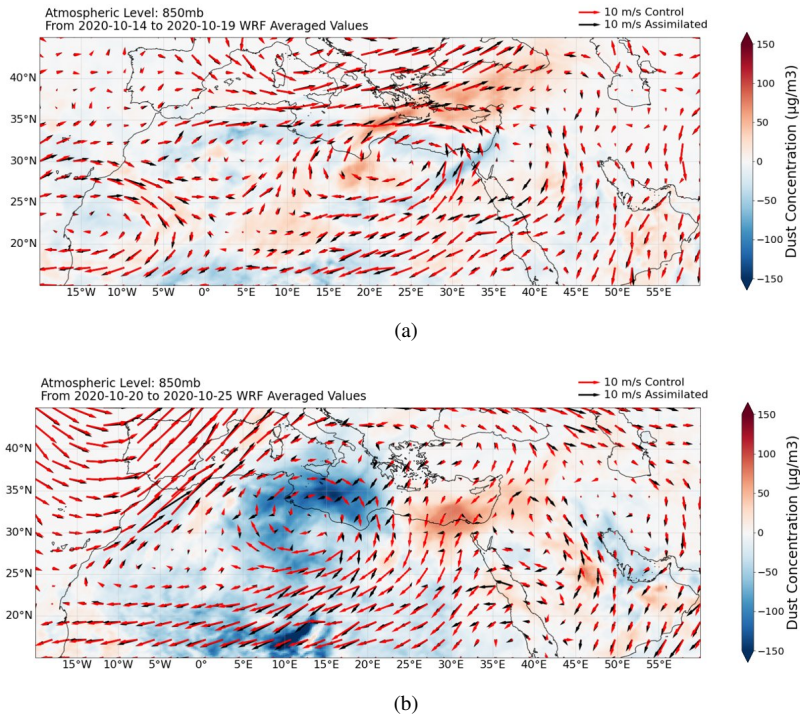 Atmospheric Level: 850mb
From 2020-10-14 to 2020-10-19 WRF Averaged Values
10 m/s Control
10 m/s Assimilated
40°N
35°N
30°N
25°N
20°N
15°W 10°W 5°W 0° 5°E 10°E 15°E 20°E 25°E 30°E 35°E 40°E 45°E 50°E 55°E
150
100
50
0
−50
−100
−150
Dust Concentration (µg/m3)
(a)
Atmospheric Level: 850mb
From 2020-10-20 to 2020-10-25 WRF Averaged Values
10 m/s Control
10 m/s Assimilated
40°N
35°N
30°N
25°N
20°N
15°W 10°W 5°W 0° 5°E 10°E 15°E 20°E 25°E 30°E 35°E 40°E 45°E 50°E 55°E
150
100
50
0
−50
−100
−150
Dust Concentration (µg/m3)
(b)